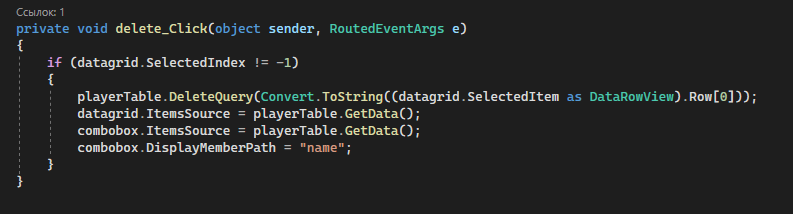 Ссылок: 1
private void delete_Click(object sender, RoutedEventArgs e)
{
if (datagrid.SelectedIndex != -1)
{
playerTable.DeleteQuery(Convert.ToString((datagrid.SelectedItem as DataRowView).Row[0]));
datagrid.ItemsSource = playerTable.GetData();
combobox.ItemsSource = playerTable.GetData();
combobox.DisplayMemberPath = "name";
}
}